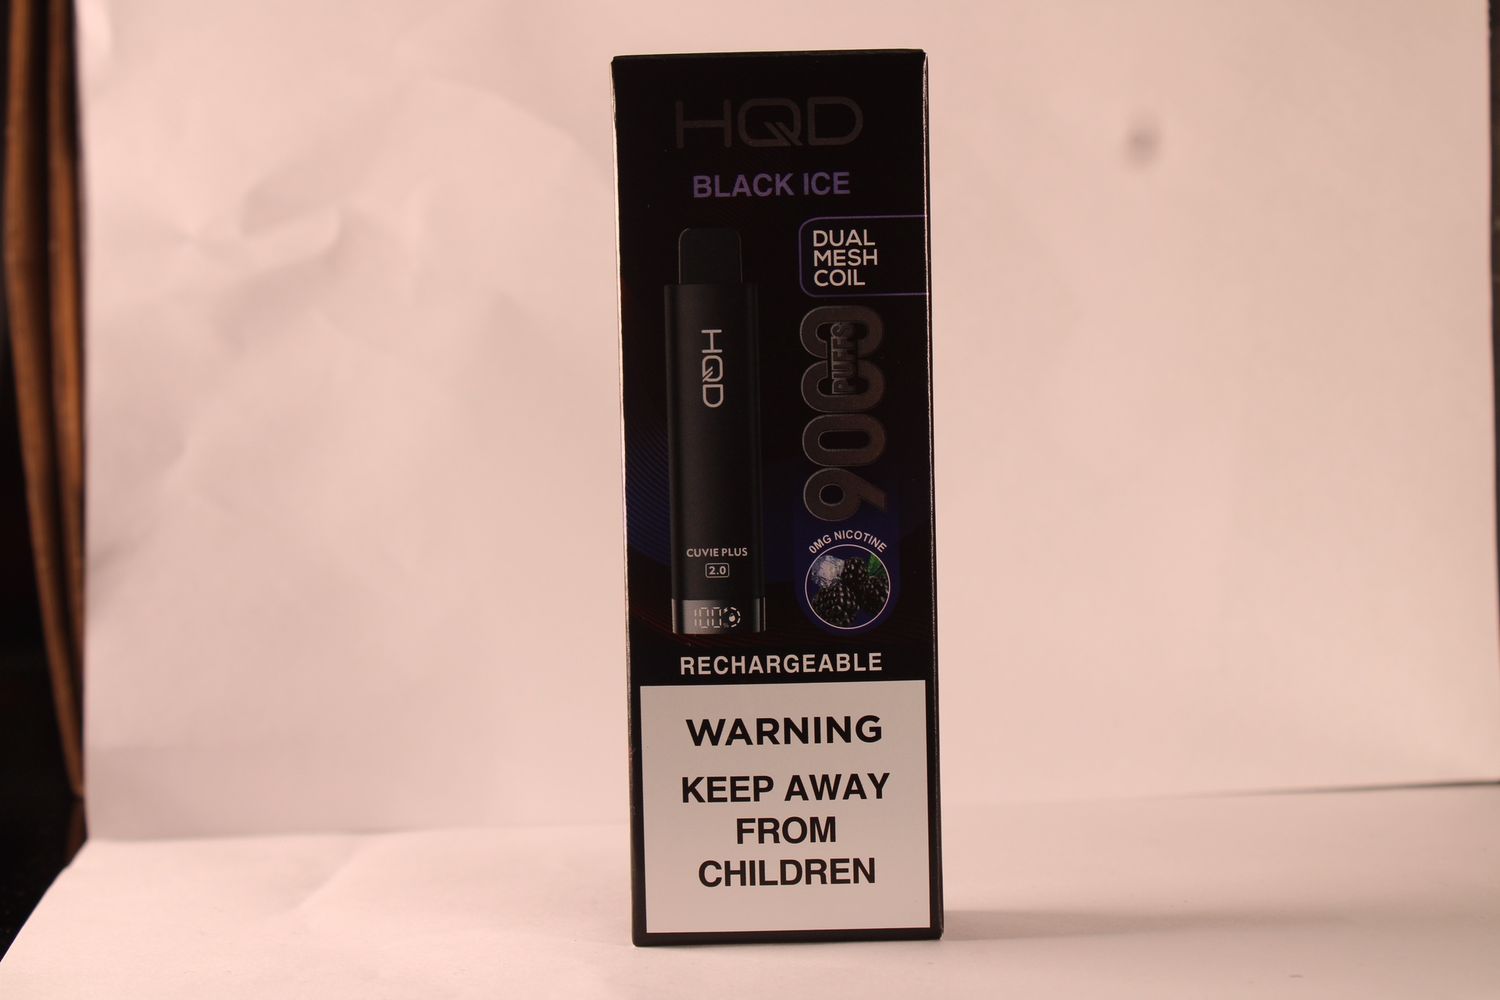 HQD
BLACK ICE
DUAL
MESH
COIL
HQD
9000
PUFFS
CUVIE PLUS
2.0
100
0MG NICOTINE
RECHARGEABLE
WARNING
KEEP AWAY
FROM
CHILDREN